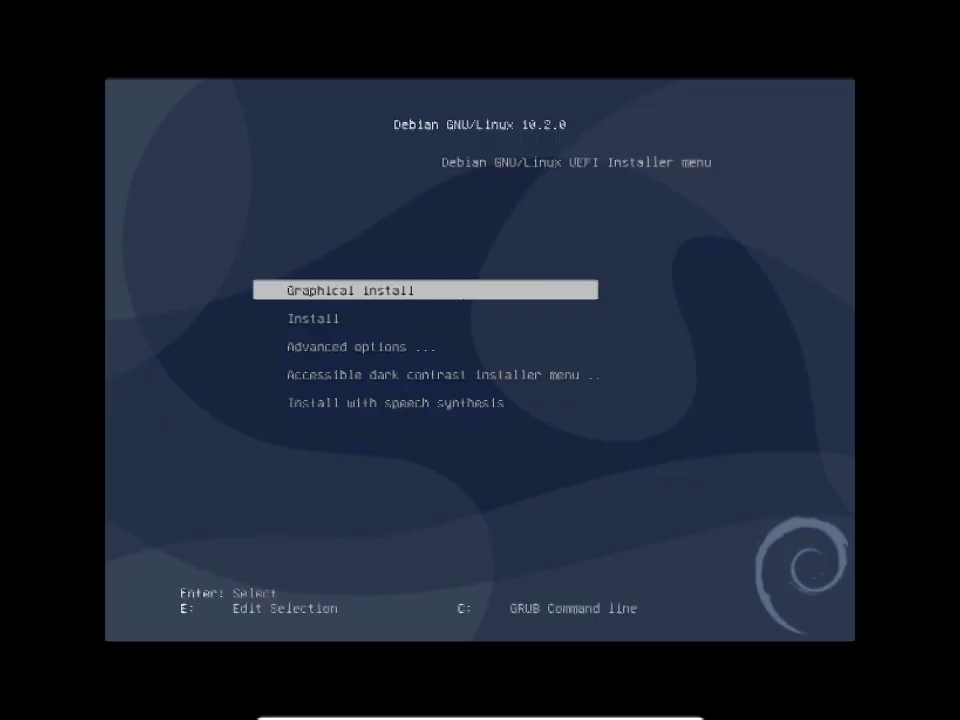 Debian GNU/Linux 10.2.0
Debian GNU/Linux UEFI Installer menu
Graphical install
Install
Advanced options ...
Accessible dark contrast installer menu ..
Install with speech synthesis
Enter: Select
E: Edit Selection C: GRUB Command line